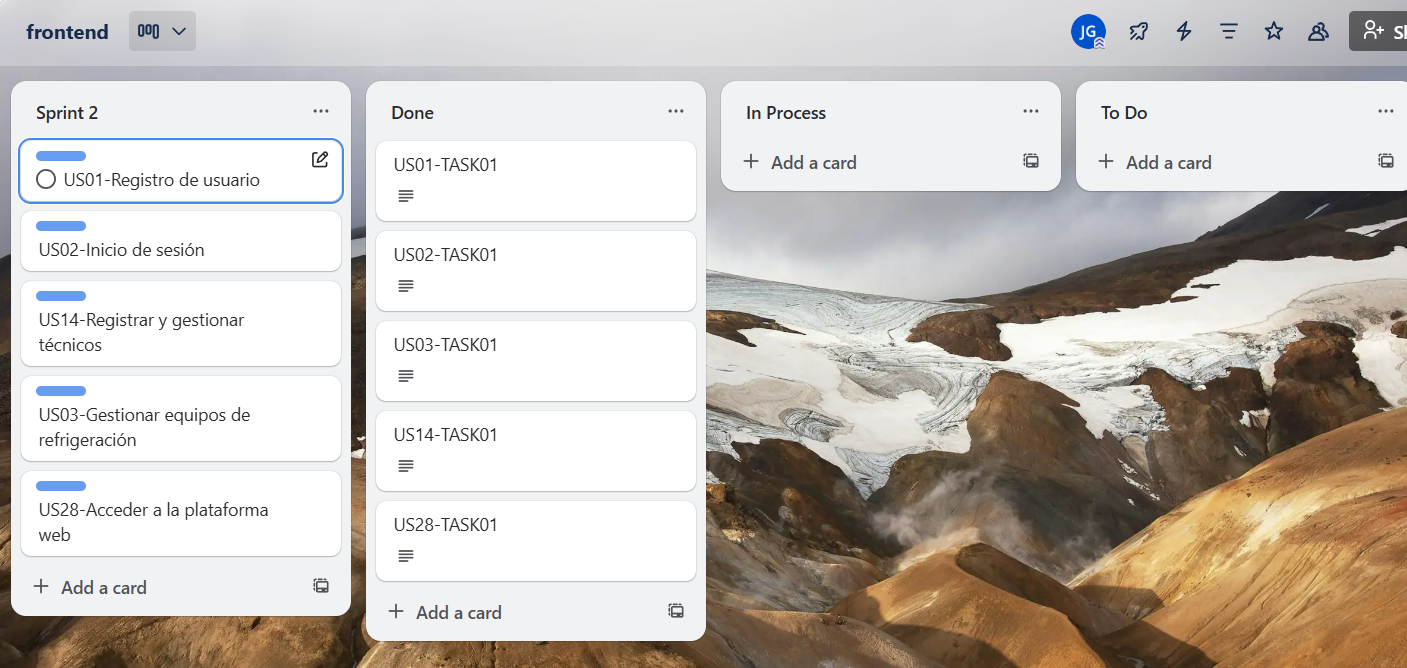 frontend
JG
Sh
Sprint 2
US01-Registro de usuario
US02-Inicio de sesión
US14-Registrar y gestionar
técnicos
US03-Gestionar equipos de
refrigeración
US28-Acceder a la plataforma
web
Add a card
Done
US01-TASK01
US02-TASK01
US03-TASK01
US14-TASK01
US28-TASK01
Add a card
In Process
Add a card
To Do
Add a card